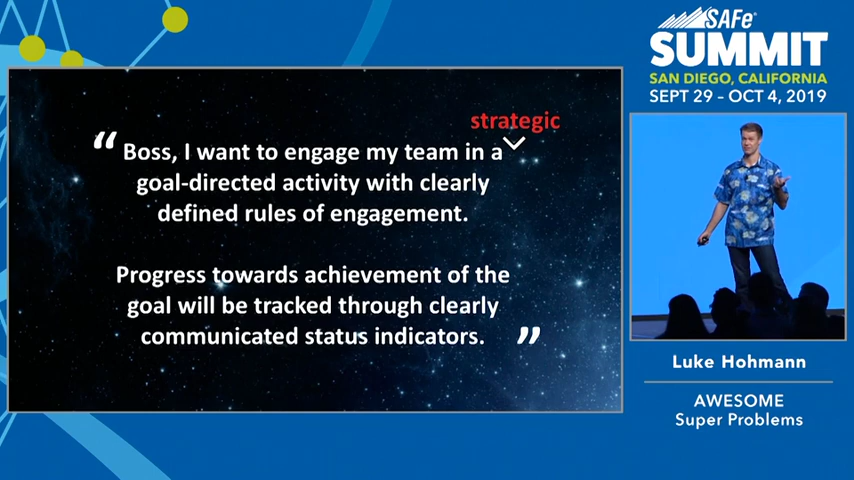 strategic
“ Boss, I want to engage my team in a
goal-directed activity with clearly
defined rules of engagement.
Progress towards achievement of the
goal will be tracked through clearly
communicated status indicators. ”
SAFe®
SUMMIT
SAN DIEGO, CALIFORNIA
SEPT 29 – OCT 4, 2019
Luke Hohmann
AWESOME
Super Problems